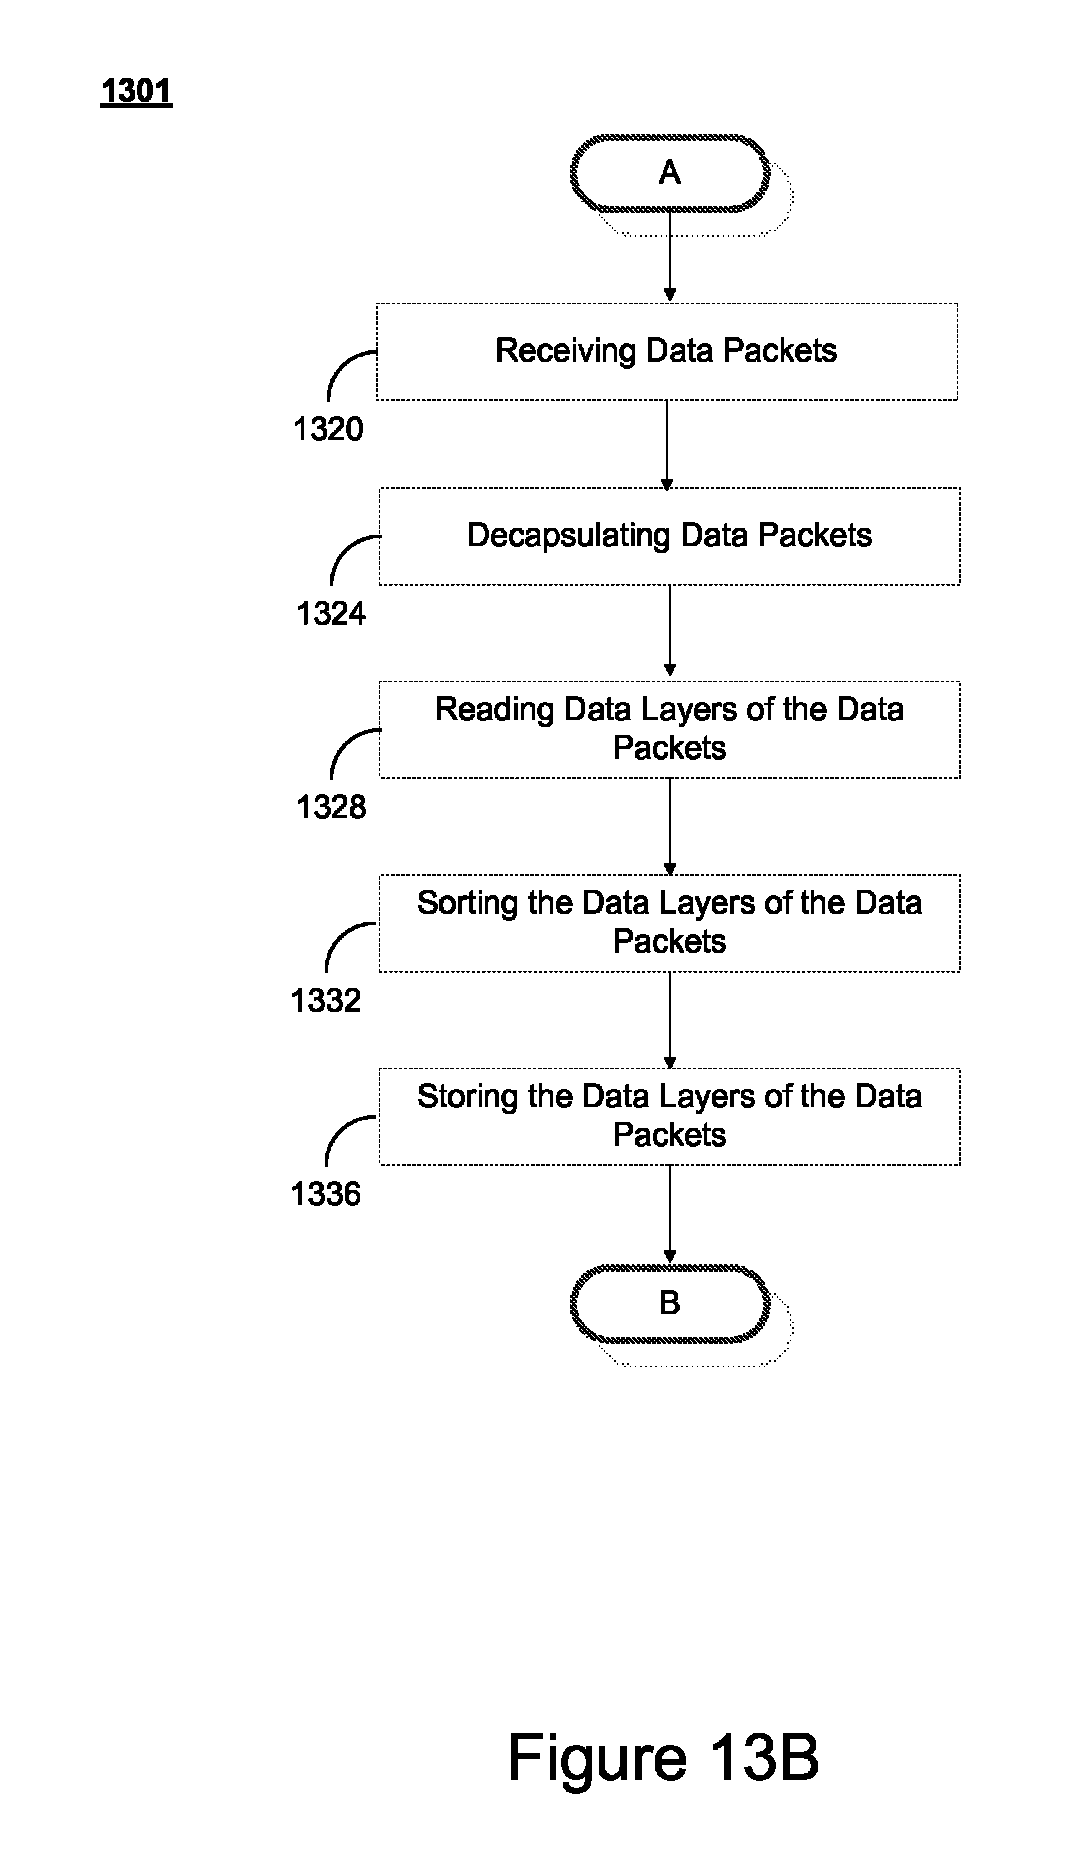 1301
A
Receiving Data Packets
1320
Decapsulating Data Packets
1324
Reading Data Layers of the Data
Packets
1328
Sorting the Data Layers of the Data
Packets
1332
Storing the Data Layers of the Data
Packets
1336
B
Figure 13B